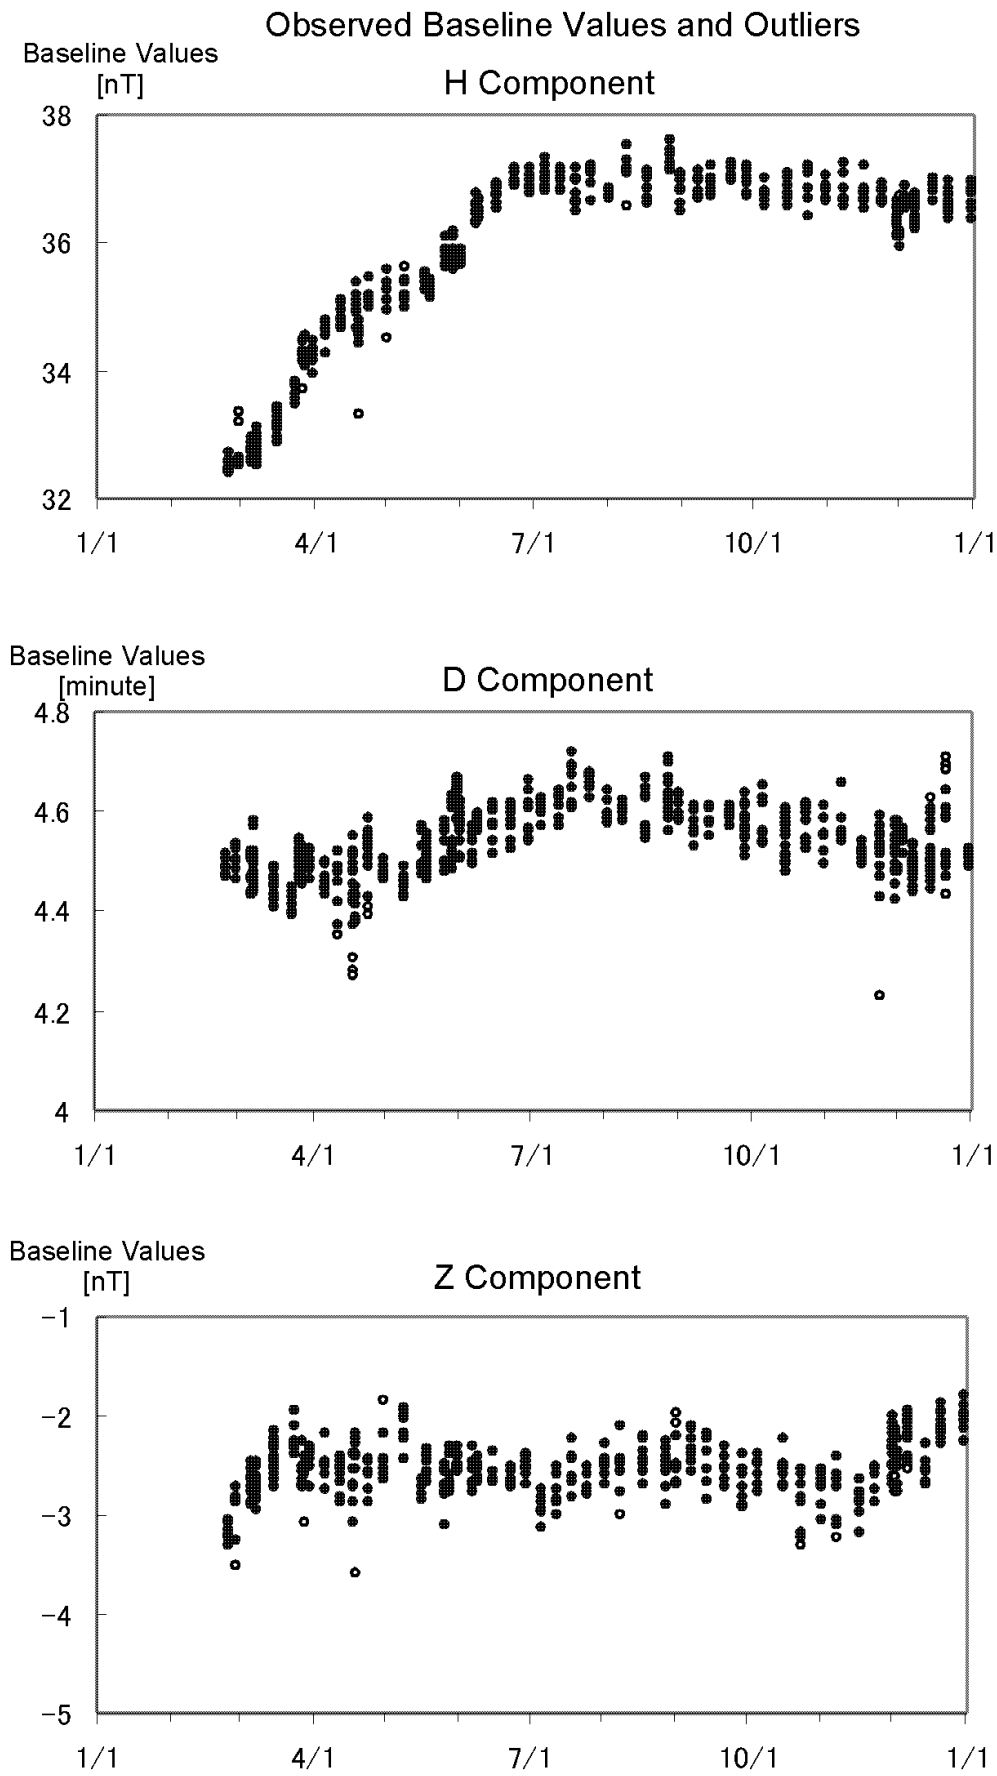 Observed Baseline Values and Outliers
Baseline Values
[nT]
H Component
38
36
34
32
1/1
4/1
7/1
10/1
1/1
Baseline Values
[minute]
D Component
4.8
4.6
4.4
4.2
4
1/1
4/1
7/1
10/1
1/1
Baseline Values
[nT]
Z Component
-1
-2
-3
-4
-5
1/1
4/1
7/1
10/1
1/1